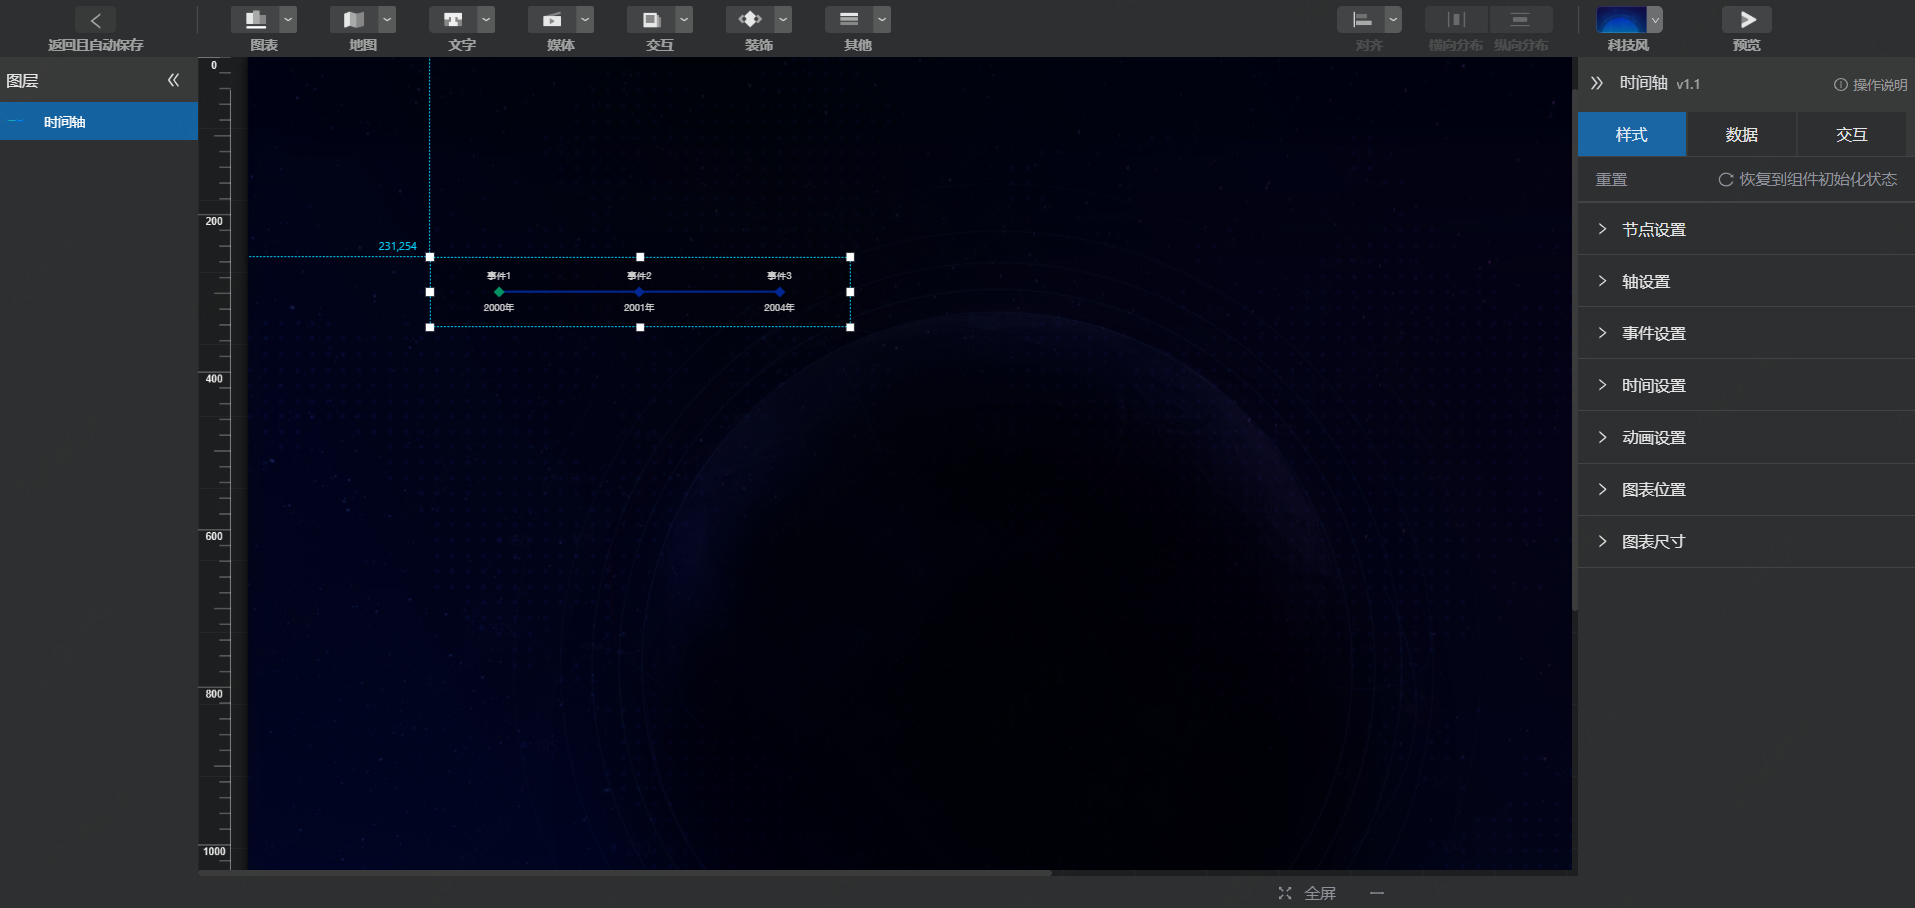 返回且自动保存
图表
地图
文字
媒体
交互
装饰
其他
对齐
横向分布
纵向分布
科技风
预览
图层
时间轴
0
200
400
600
800
1000
231,254
事件1
事件2
事件3
2000年
2001年
2004年
时间轴 v1.1
操作说明
样式
数据
交互
重置
恢复到组件初始化状态
节点设置
轴设置
事件设置
时间设置
动画设置
图表位置
图表尺寸
全屏